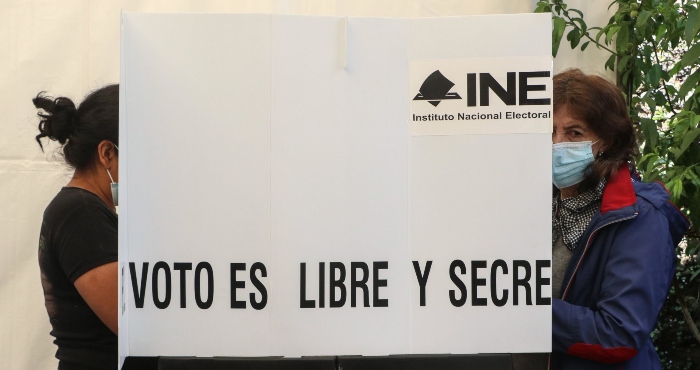 INE
Instituto Nacional Electoral
VOTO ES LIBRE Y SECRE